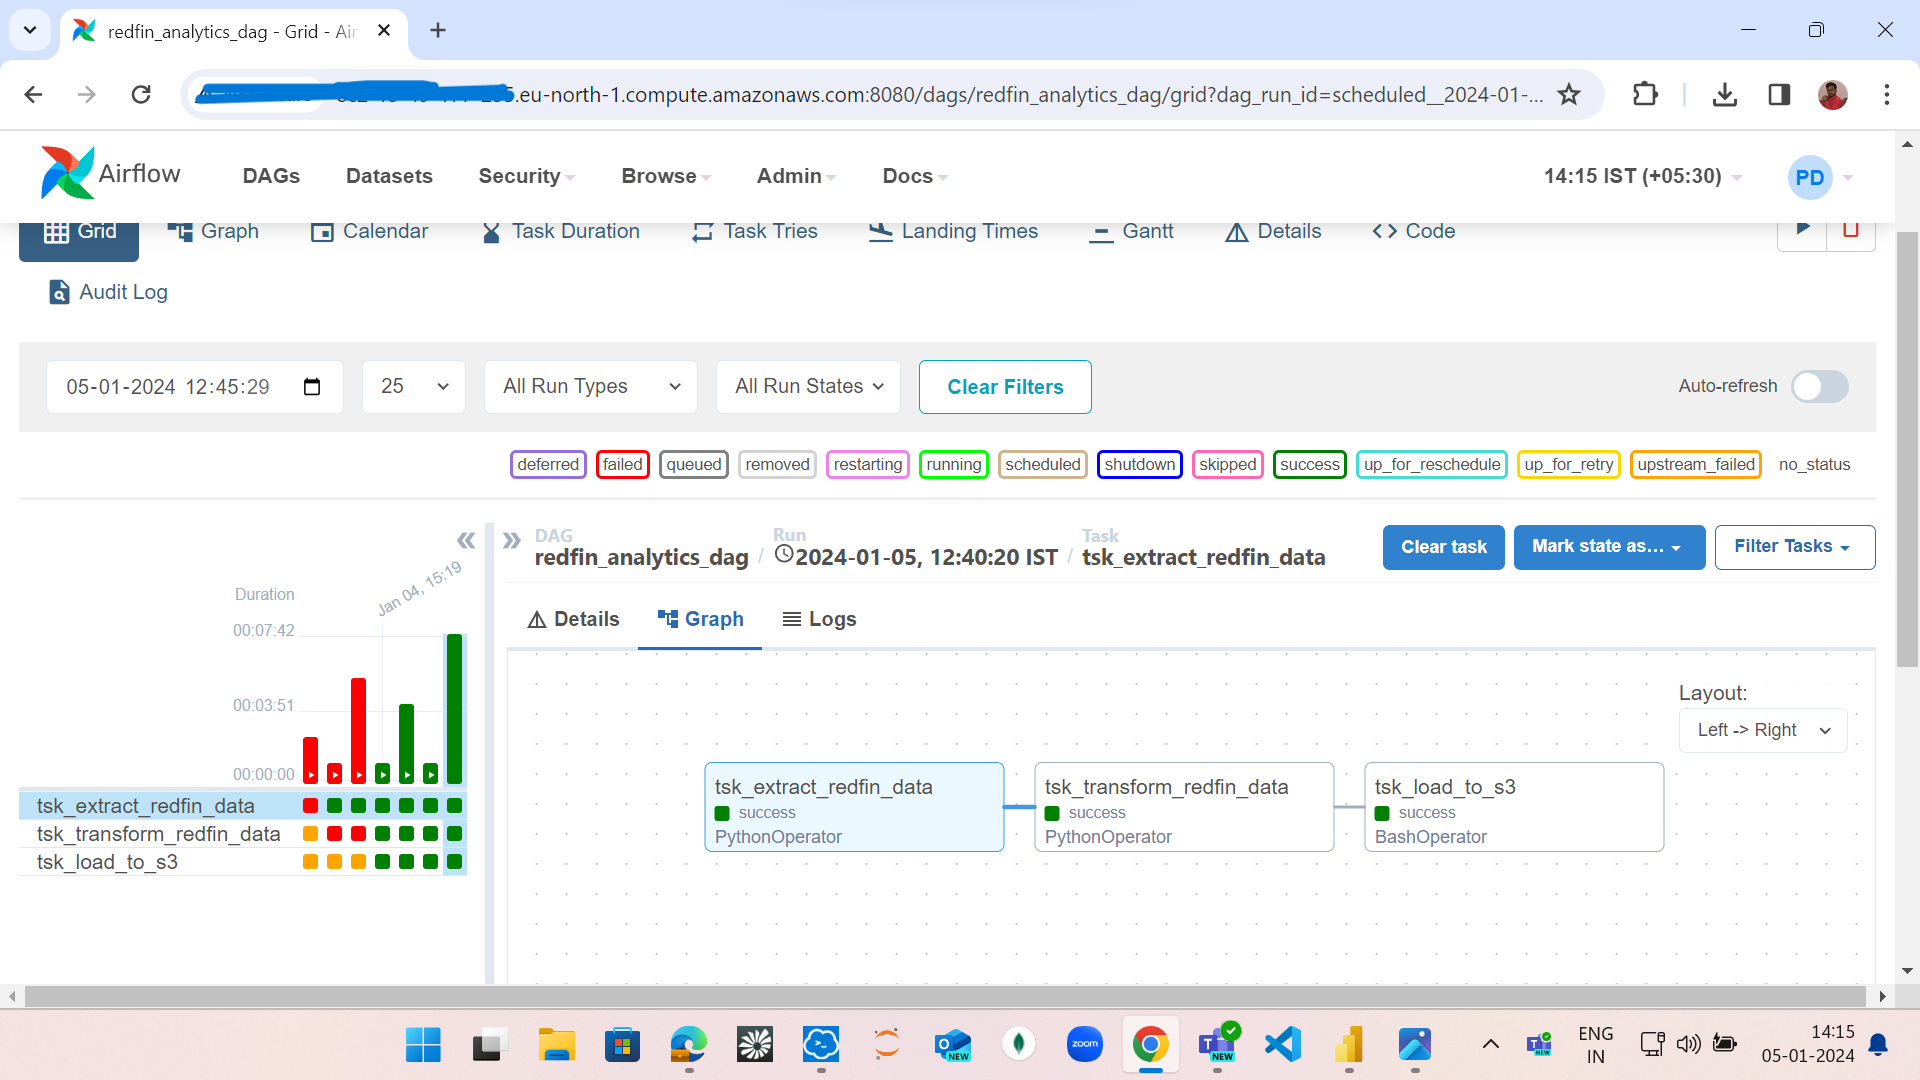 redfin_analytics_dag - Grid - Air
.eu-north-1.compute.amazonaws.com:8080/dags/redfin_analytics_dag/grid?dag_run_id=scheduled__2024-01-...
Airflow DAGs Datasets Security Browse Admin Docs 14:15 IST (+05:30) PD
Grid Graph Calendar Task Duration Task Tries Landing Times Gantt Details Code
Audit Log
05-01-2024 12:45:29 25 All Run Types All Run States Clear Filters Auto-refresh
deferred failed queued removed restarting running scheduled shutdown skipped success up_for_reschedule up_for_retry upstream_failed no_status
DAG Run Task
redfin_analytics_dag / 2024-01-05, 12:40:20 IST / tsk_extract_redfin_data
Clear task Mark state as... Filter Tasks
Details Graph Logs
Jan 04, 15:19
Duration
00:07:42
00:03:51
00:00:00
tsk_extract_redfin_data
tsk_transform_redfin_data
tsk_load_to_s3
Layout:
Left -> Right
tsk_extract_redfin_data
success
PythonOperator
tsk_transform_redfin_data
success
PythonOperator
tsk_load_to_s3
success
BashOperator
O NEW zoom T NEW T NEW
ENG
IN
14:15
05-01-2024